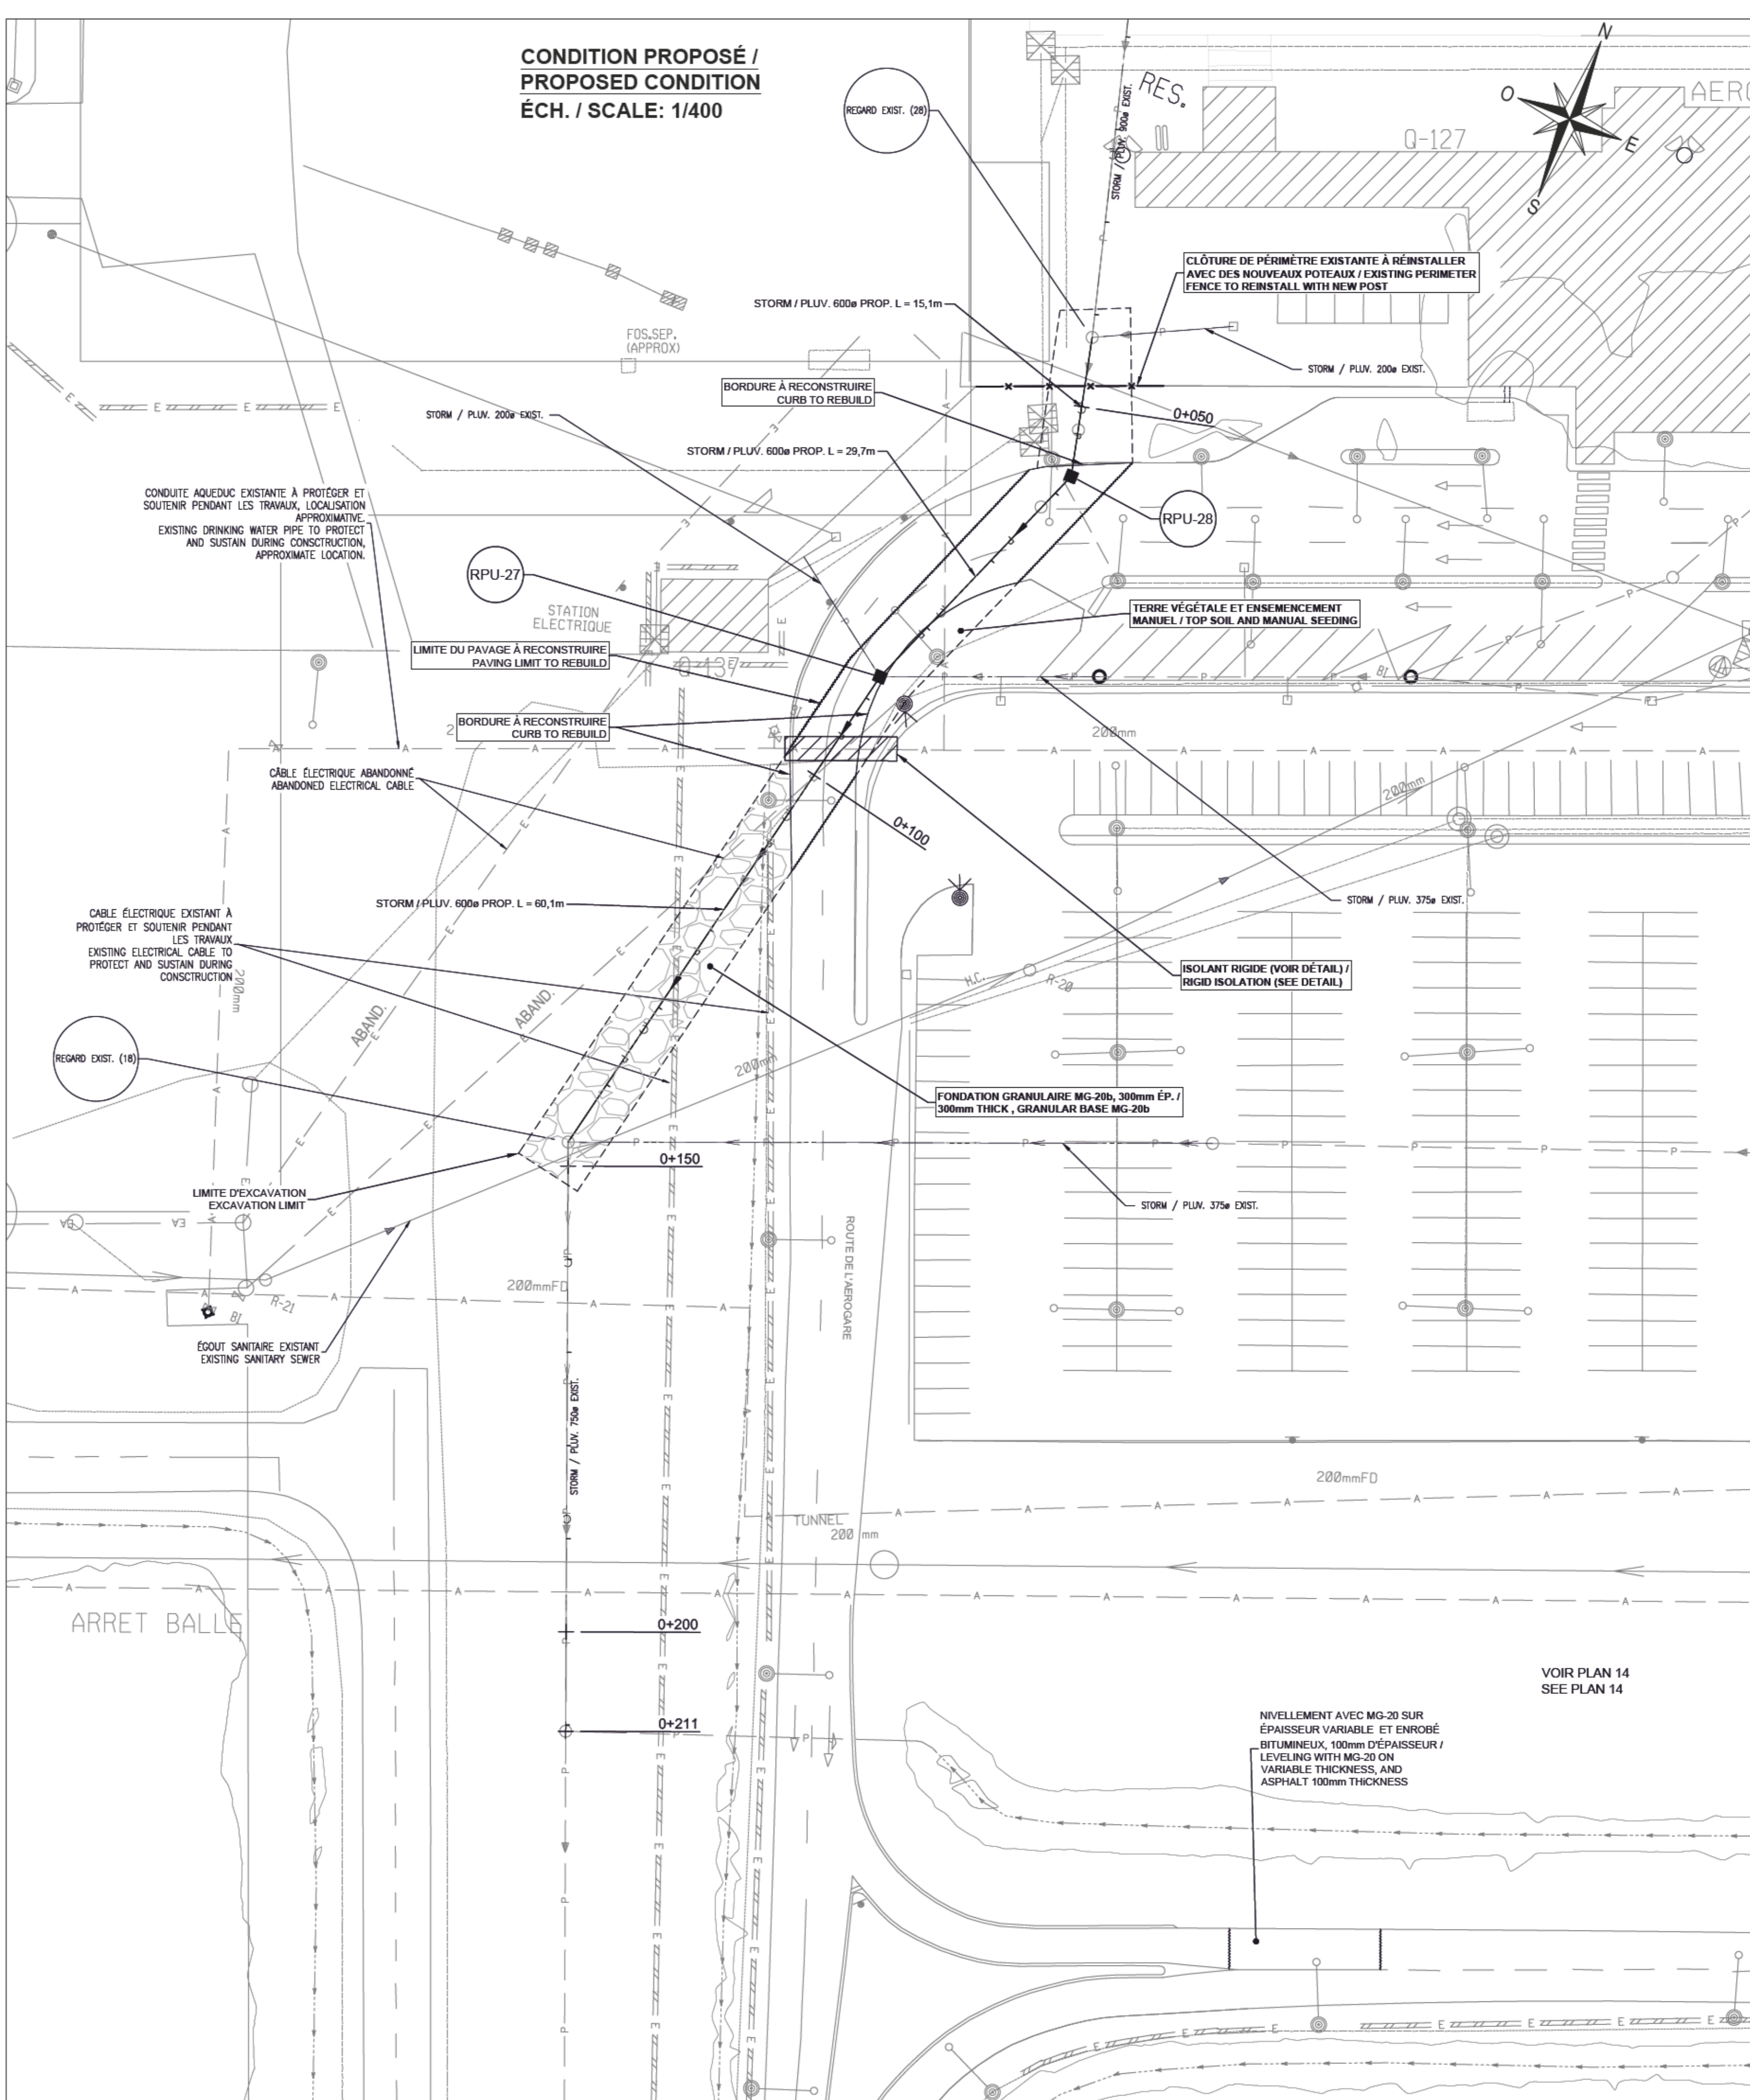 CONDITION PROPOSÉ /
PROPOSED CONDITION
ÉCH. / SCALE: 1/400
REGARD EXIST. (28)
STORM / PLUV. 900ø EXIST.
RES.
N
O
E
S
AERO
Q-127
CLÔTURE DE PÉRIMÈTRE EXISTANTE À RÉINSTALLER
AVEC DES NOUVEAUX POTEAUX / EXISTING PERIMETER
FENCE TO REINSTALL WITH NEW POST
STORM / PLUV. 600ø PROP. L = 15,1m
FOS.SEP.
(APPROX)
STORM / PLUV. 200ø EXIST.
BORDURE À RECONSTRUIRE
CURB TO REBUILD
STORM / PLUV. 200ø EXIST.
0+050
STORM / PLUV. 600ø PROP. L = 29,7m
CONDUITE AQUEDUC EXISTANTE À PROTÉGER ET
SOUTENIR PENDANT LES TRAVAUX, LOCALISATION
APPROXIMATIVE.
EXISTING DRINKING WATER PIPE TO PROTECT
AND SUSTAIN DURING CONSCTRUCTION,
APPROXIMATE LOCATION.
RPU-28
RPU-27
STATION
ELECTRIQUE
TERRE VÉGÉTALE ET ENSEMENCEMENT
MANUEL / TOP SOIL AND MANUAL SEEDING
LIMITE DU PAVAGE À RECONSTRUIRE
PAVING LIMIT TO REBUILD
Q-137
BI
BORDURE À RECONSTRUIRE
CURB TO REBUILD
200mm
CÂBLE ÉLECTRIQUE ABANDONNÉ
ABANDONED ELECTRICAL CABLE
200mm
0+100
STORM / PLUV. 600ø PROP. L = 60,1m
STORM / PLUV. 375ø EXIST.
CABLE ÉLECTRIQUE EXISTANT À
PROTÉGER ET SOUTENIR PENDANT
LES TRAVAUX
EXISTING ELECTRICAL CABLE TO
PROTECT AND SUSTAIN DURING
CONSCTRUCTION
200mm
ISOLANT RIGIDE (VOIR DÉTAIL) /
RIGID ISOLATION (SEE DETAIL)
H.C.
R-20
ABAND.
ABAND.
REGARD EXIST. (18)
200mm
FONDATION GRANULAIRE MG-20b, 300mm ÉP. /
300mm THICK , GRANULAR BASE MG-20b
0+150
LIMITE D'EXCAVATION
EXCAVATION LIMIT
STORM / PLUV. 375ø EXIST.
ROUTE DE L'AEROGARE
200mmFD
R-21
BI
ÉGOUT SANITAIRE EXISTANT
EXISTING SANITARY SEWER
STORM / PLUV. 750ø EXIST.
200mmFD
TUNNEL
200 mm
ARRET BALLE
0+200
VOIR PLAN 14
SEE PLAN 14
0+211
NIVELLEMENT AVEC MG-20 SUR
ÉPAISSEUR VARIABLE ET ENROBÉ
BITUMINEUX, 100mm D'ÉPAISSEUR /
LEVELING WITH MG-20 ON
VARIABLE THICKNESS, AND
ASPHALT 100mm THICKNESS